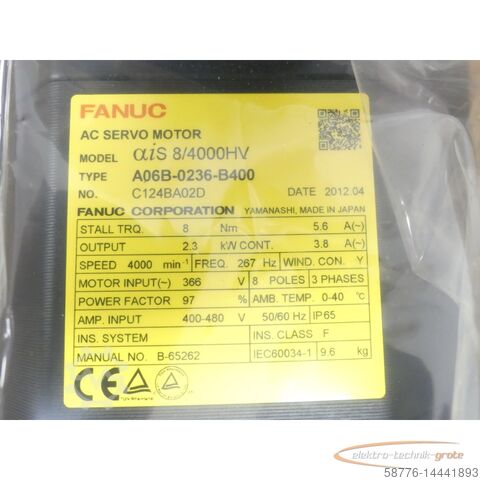 FANUC
AC SERVO MOTOR
MODEL αiS 8/4000HV
TYPE A06B-0236-B400
NO. C124BA02D DATE 2012.04
FANUC CORPORATION YAMANASHI, MADE IN JAPAN
STALL TRQ. 8 Nm 5.6 A(~)
OUTPUT 2.3 kW CONT. 3.8 A(~)
SPEED 4000 min⁻¹ FREQ. 267 Hz WIND. CON. Y
MOTOR INPUT(~) 366 V 8 POLES 3 PHASES
POWER FACTOR 97 % AMB. TEMP. 0-40 ℃
AMP. INPUT 400-480 V 50/60 Hz IP65
INS. SYSTEM INS. CLASS F
MANUAL NO. B-65262 IEC60034-1 9.6 kg
CE
elektro-technik-grote
58776-14441893